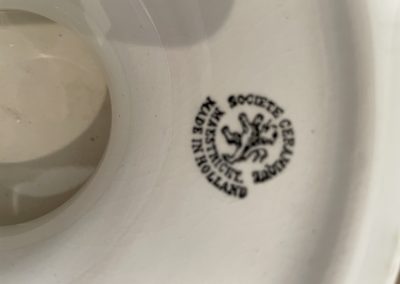 SOCIETE CERAMIQUE
MAESTRICHT.
MADE IN HOLLAND